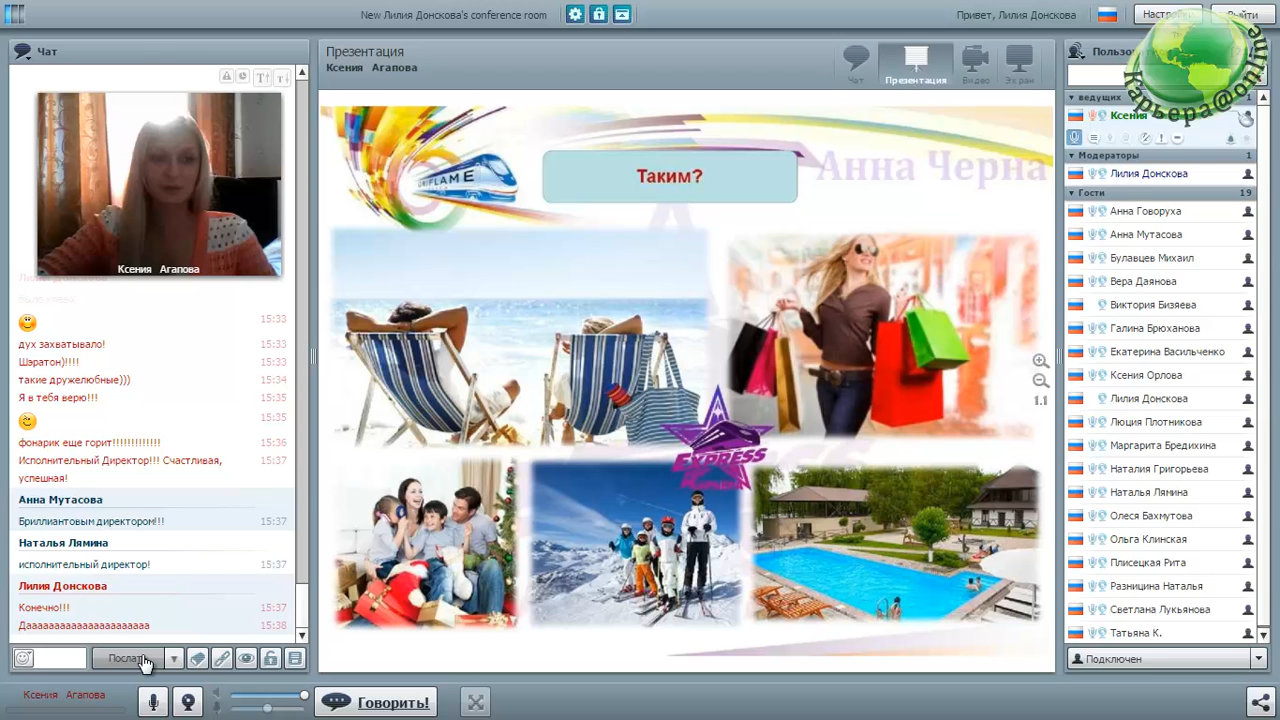 New Лилия Донскова's conference room
Привет, Лилия Донскова
Выйти
Чат
Ксения Агапова
15:33
дух захватывало! 15:33
Шэратон)!!!! 15:33
такие дружелюбные))) 15:34
Я в тебя верю!!! 15:35
15:35
фонарик еще горит!!!!!!!!!!!!! 15:36
Исполнительный Директор!!! Счастливая, 15:37
успешная!
Анна Мутасова
Бриллиантовым директором!!! 15:37
Наталья Лямина
исполнительный директор! 15:37
Лилия Донскова
Конечно!!! 15:37
Дааааааааааааааааааааа 15:38
Послать
Ксения Агапова
Говорить!
Презентация
Ксения Агапова
Чат
Презентация
Видео
Экран
ORIFLAME
Таким?
Анна Черна
EXPRESS
1.1
карьера@online
ведущих 1
Ксения
Модераторы 1
Лилия Донскова
Гости 19
Анна Говоруха
Анна Мутасова
Булавцев Михаил
Вера Даянова
Виктория Бизяева
Галина Брюханова
Екатерина Васильченко
Ксения Орлова
Лилия Донскова
Люция Плотникова
Маргарита Бредихина
Наталия Григорьева
Наталья Лямина
Олеся Бахмутова
Ольга Клинская
Плисецкая Рита
Разницина Наталья
Светлана Лукьянова
Татьяна К.
Подключен